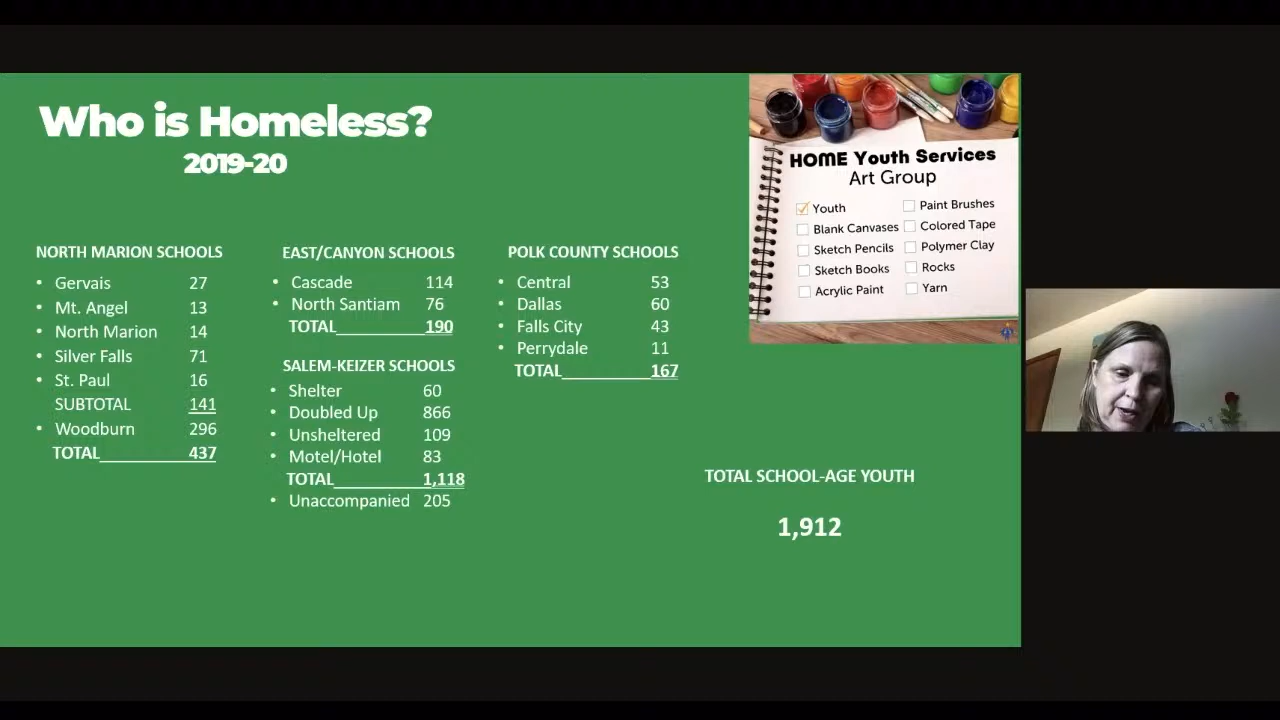 Who is Homeless?
2019-20
NORTH MARION SCHOOLS
• Gervais 27
• Mt. Angel 13
• North Marion 14
• Silver Falls 71
• St. Paul 16
SUBTOTAL 141
• Woodburn 296
TOTAL 437
EAST/CANYON SCHOOLS
• Cascade 114
• North Santiam 76
TOTAL 190
SALEM-KEIZER SCHOOLS
• Shelter 60
• Doubled Up 866
• Unsheltered 109
• Motel/Hotel 83
TOTAL 1,118
• Unaccompanied 205
POLK COUNTY SCHOOLS
• Central 53
• Dallas 60
• Falls City 43
• Perrydale 11
TOTAL 167
HOME Youth Services
Art Group
Youth
Blank Canvases
Sketch Pencils
Sketch Books
Acrylic Paint
Paint Brushes
Colored Tape
Polymer Clay
Rocks
Yarn
TOTAL SCHOOL-AGE YOUTH
1,912